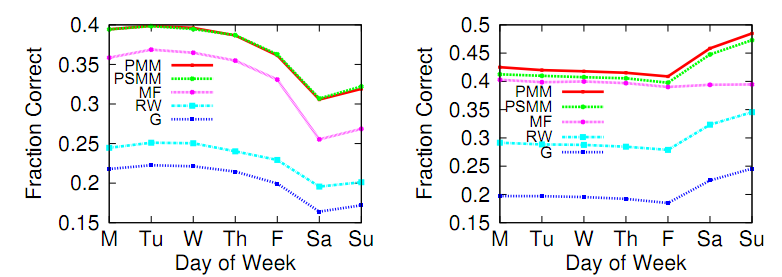 0.4
0.35
0.3
0.25
0.2
0.15
Fraction Correct
PMM
PSMM
MF
RW
G
M Tu W Th F Sa Su
Day of Week
0.5
0.45
0.4
0.35
0.3
0.25
0.2
0.15
Fraction Correct
PMM
PSMM
MF
RW
G
M Tu W Th F Sa Su
Day of Week